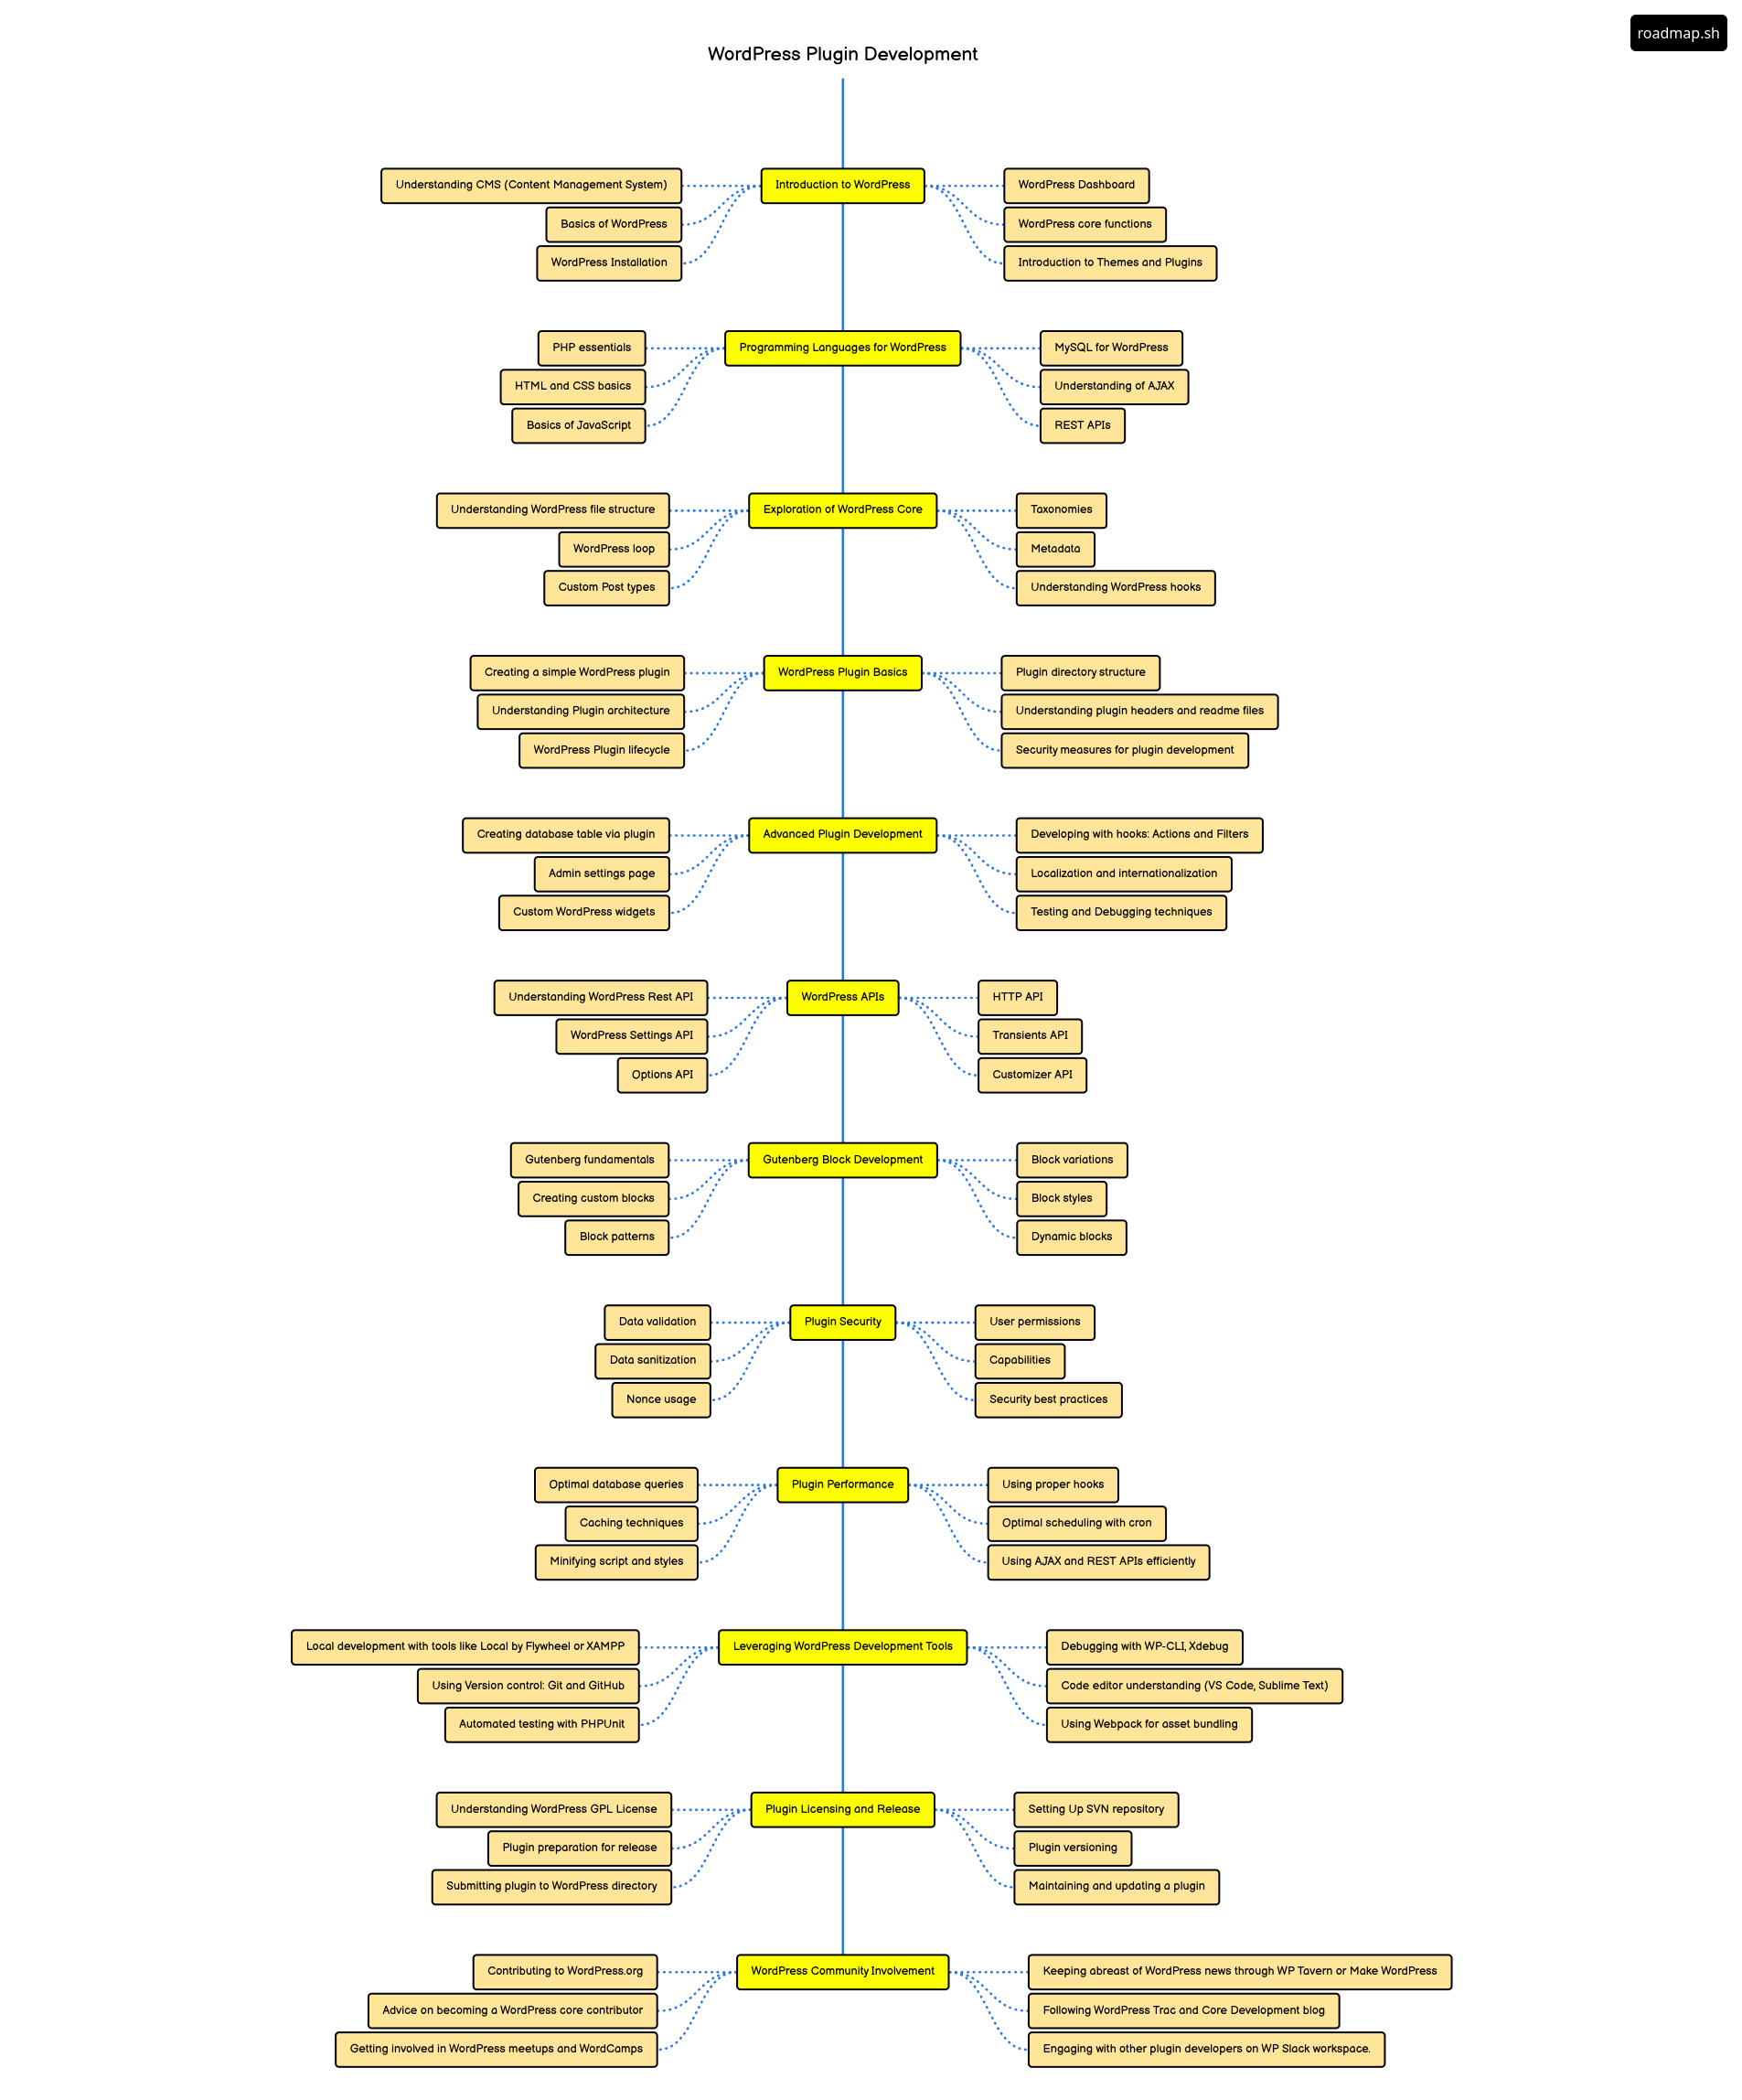 roadmap.sh
WordPress Plugin Development
Introduction to WordPress
Understanding CMS (Content Management System)
Basics of WordPress
WordPress Installation
WordPress Dashboard
WordPress core functions
Introduction to Themes and Plugins
Programming Languages for WordPress
PHP essentials
HTML and CSS basics
Basics of JavaScript
MySQL for WordPress
Understanding of AJAX
REST APIs
Exploration of WordPress Core
Understanding WordPress file structure
WordPress loop
Custom Post types
Taxonomies
Metadata
Understanding WordPress hooks
WordPress Plugin Basics
Creating a simple WordPress plugin
Understanding Plugin architecture
WordPress Plugin lifecycle
Plugin directory structure
Understanding plugin headers and readme files
Security measures for plugin development
Advanced Plugin Development
Creating database table via plugin
Admin settings page
Custom WordPress widgets
Developing with hooks: Actions and Filters
Localization and internationalization
Testing and Debugging techniques
WordPress APIs
Understanding WordPress Rest API
WordPress Settings API
Options API
HTTP API
Transients API
Customizer API
Gutenberg Block Development
Gutenberg fundamentals
Creating custom blocks
Block patterns
Block variations
Block styles
Dynamic blocks
Plugin Security
Data validation
Data sanitization
Nonce usage
User permissions
Capabilities
Security best practices
Plugin Performance
Optimal database queries
Caching techniques
Minifying script and styles
Using proper hooks
Optimal scheduling with cron
Using AJAX and REST APIs efficiently
Leveraging WordPress Development Tools
Local development with tools like Local by Flywheel or XAMPP
Using Version control: Git and GitHub
Automated testing with PHPUnit
Debugging with WP-CLI, Xdebug
Code editor understanding (VS Code, Sublime Text)
Using Webpack for asset bundling
Plugin Licensing and Release
Understanding WordPress GPL License
Plugin preparation for release
Submitting plugin to WordPress directory
Setting Up SVN repository
Plugin versioning
Maintaining and updating a plugin
WordPress Community Involvement
Contributing to WordPress.org
Advice on becoming a WordPress core contributor
Getting involved in WordPress meetups and WordCamps
Keeping abreast of WordPress news through WP Tavern or Make WordPress
Following WordPress Trac and Core Development blog
Engaging with other plugin developers on WP Slack workspace.